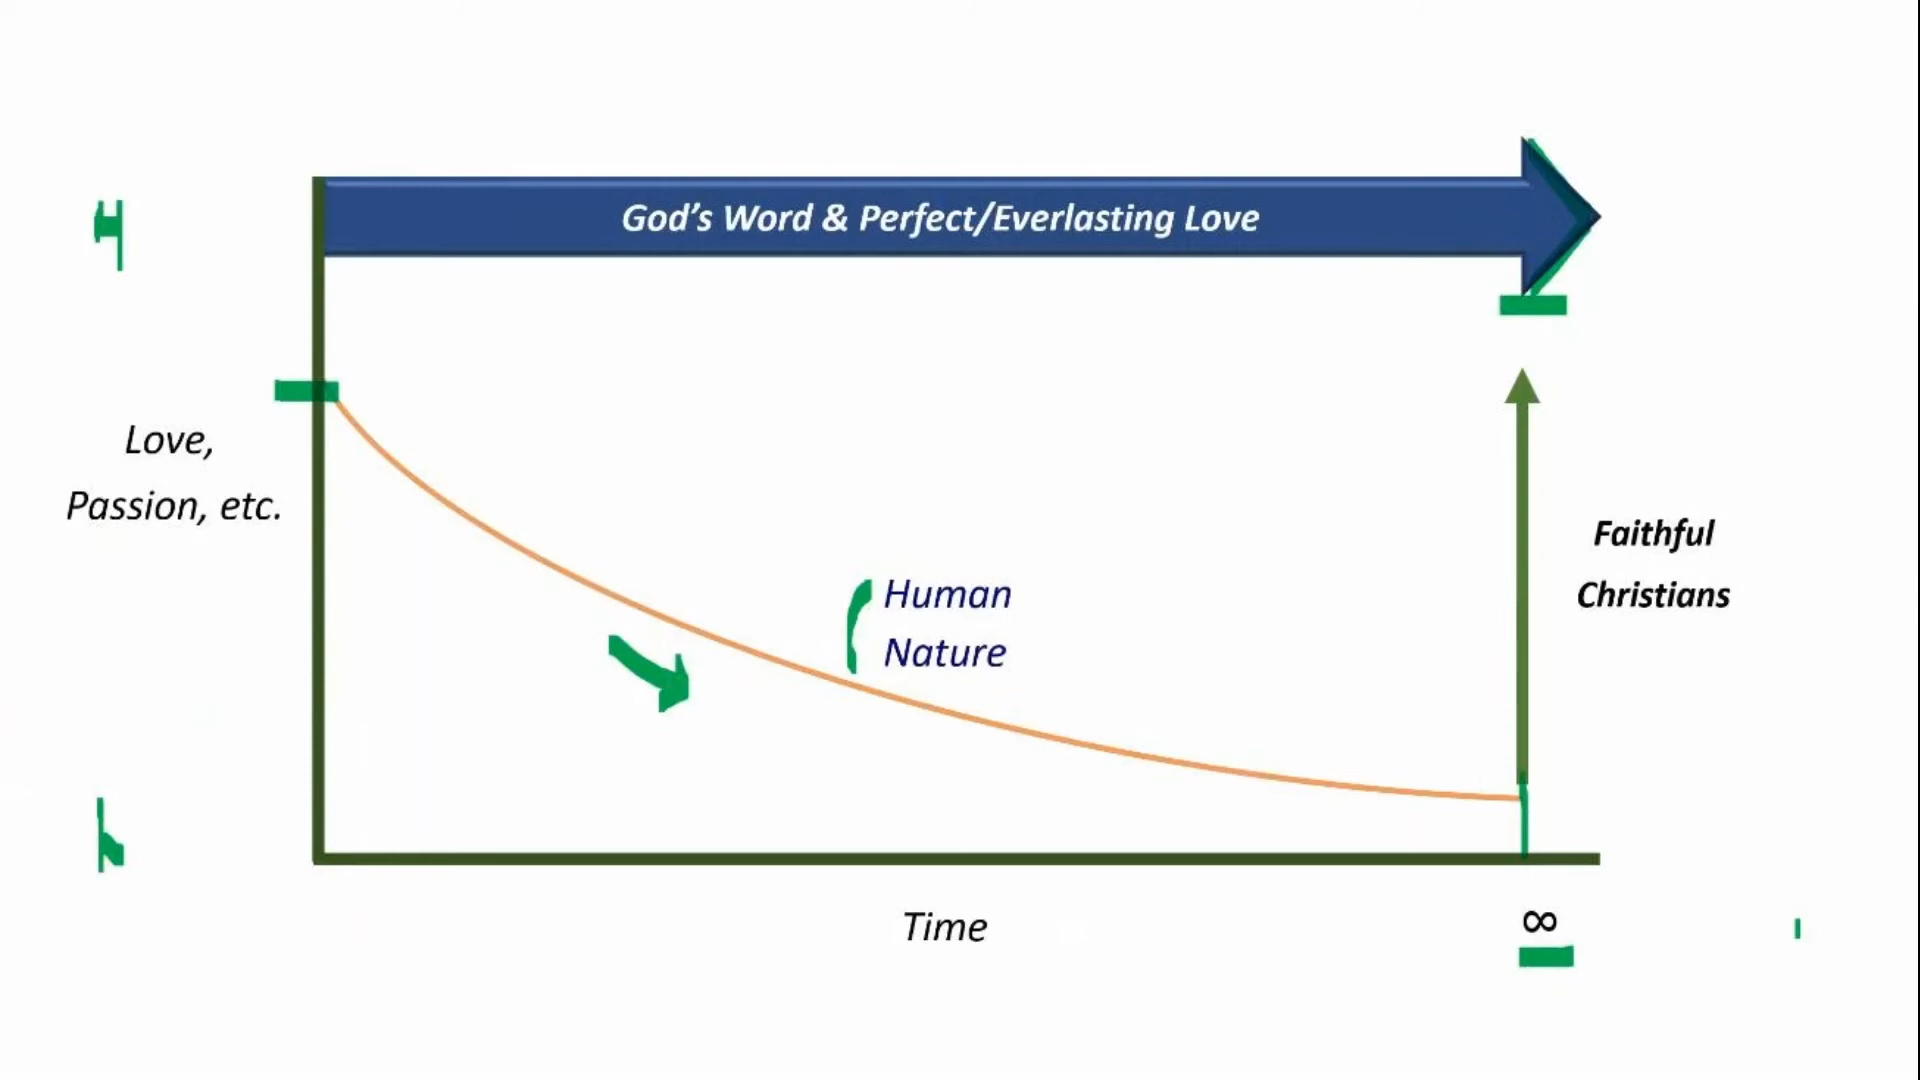 God's Word & Perfect/Everlasting Love
Love,
Passion, etc.
Human
Nature
Faithful
Christians
Time
∞